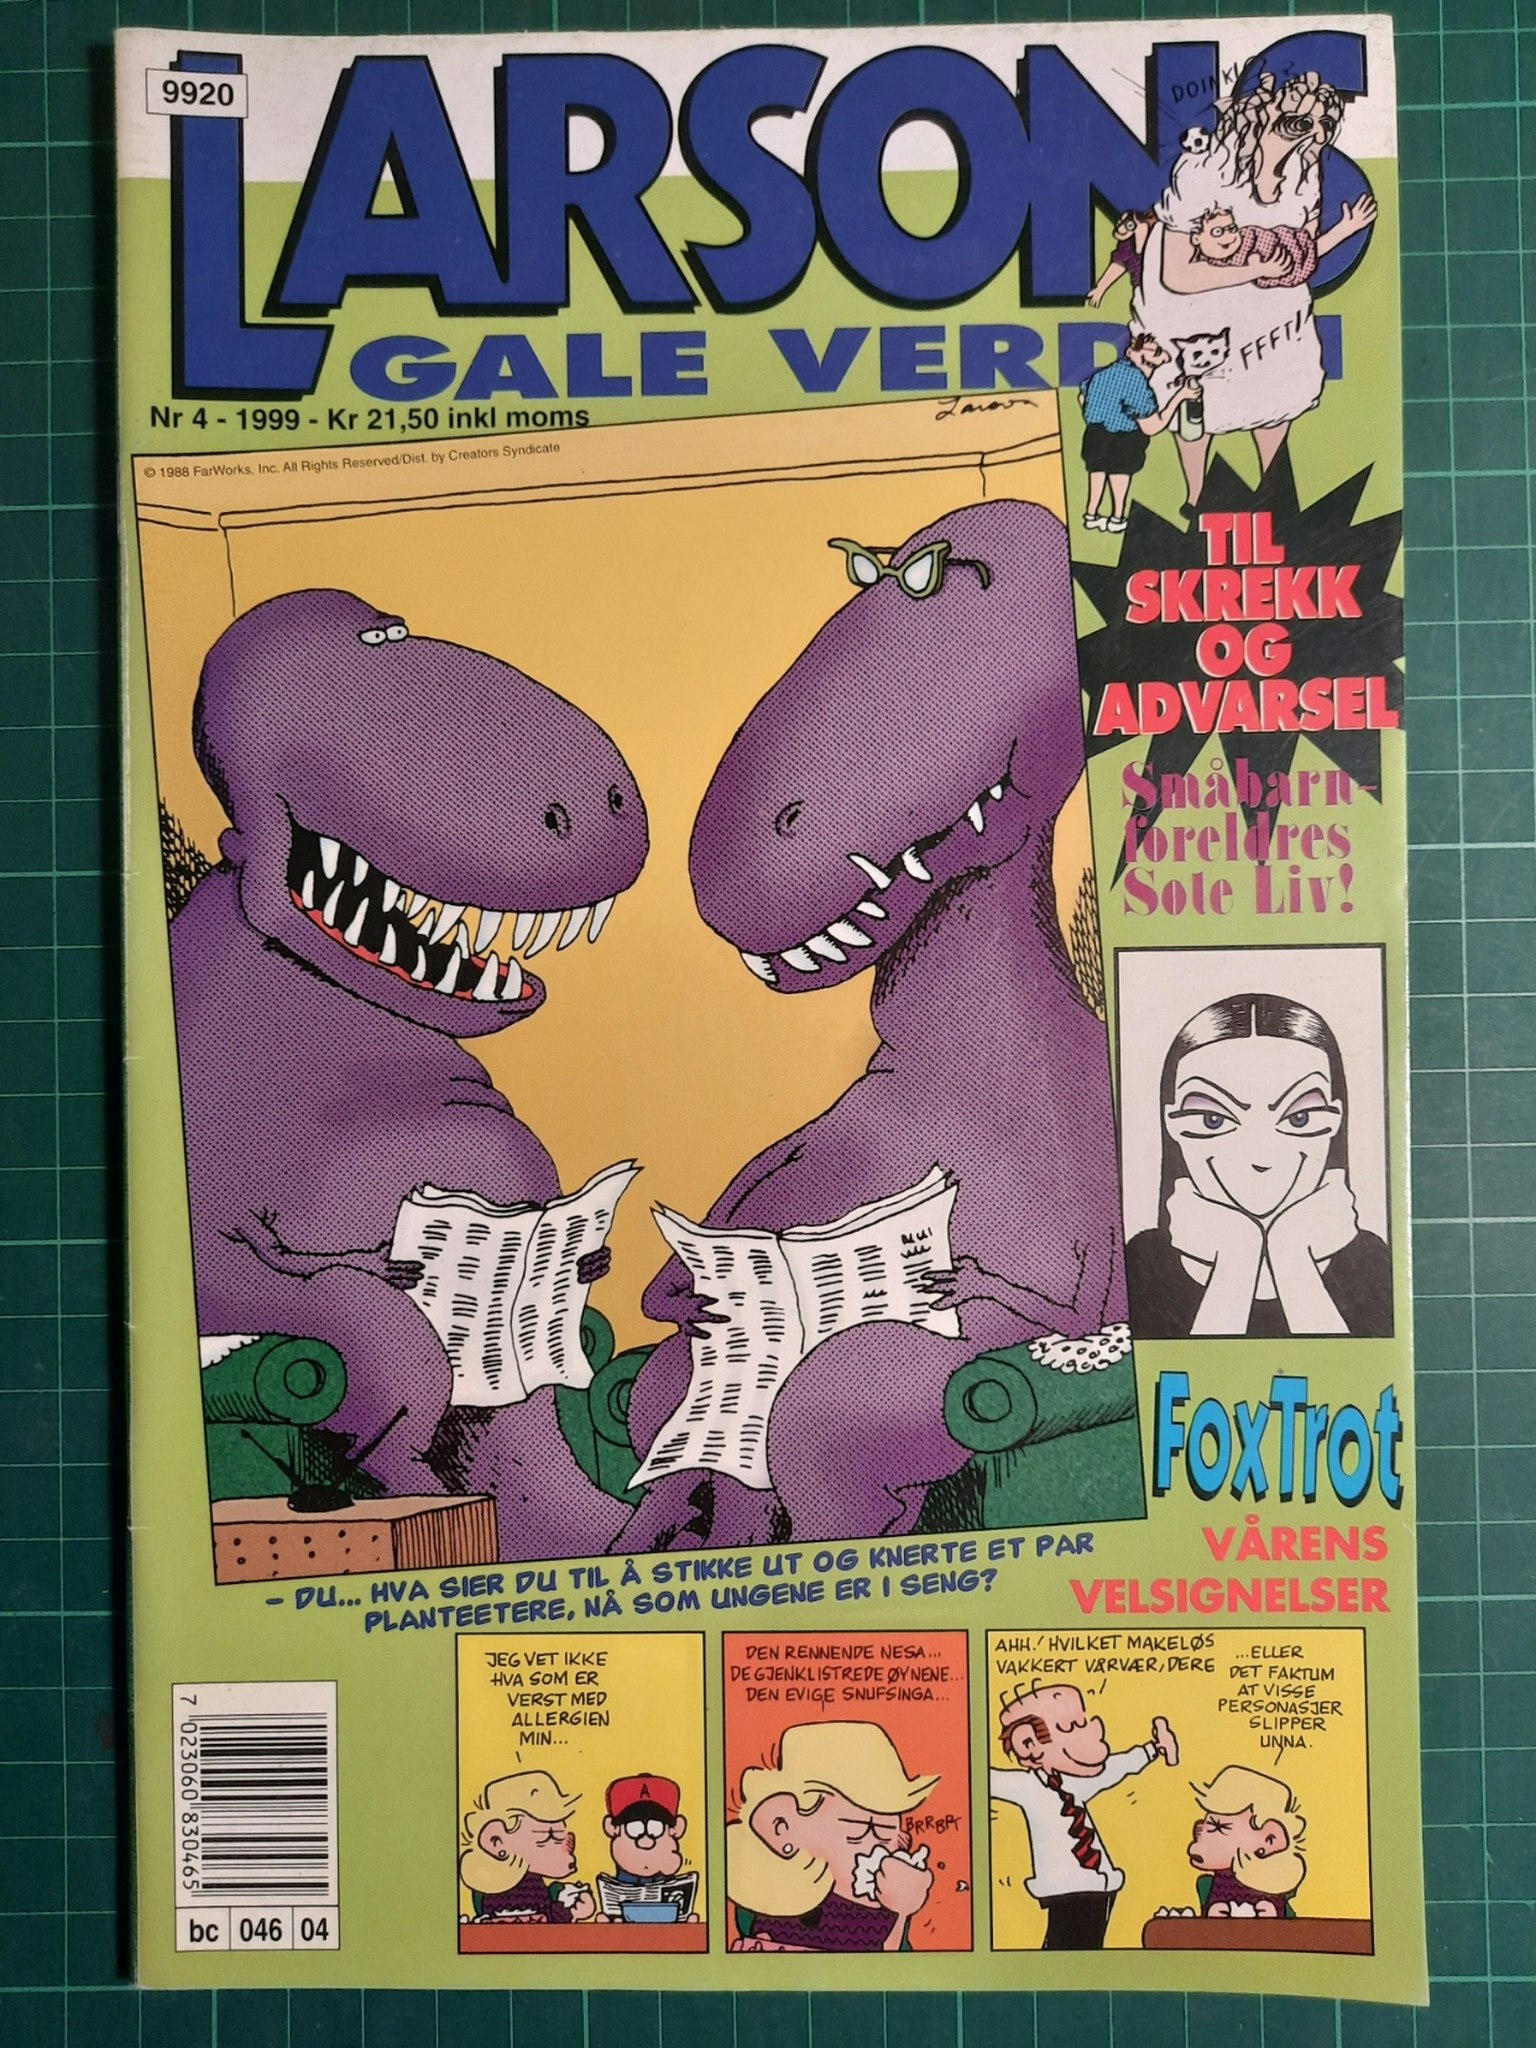 9920
LARSONS
GALE VERDEN
DOINK!
FFFT!
Nr 4 - 1999 - Kr 21,50 inkl moms
Larson
© 1988 FarWorks, Inc. All Rights Reserved/Dist. by Creators Syndicate
TIL
SKREKK
OG
ADVARSEL
Småbarn-
foreldres
Søte Liv!
FoxTrot
VÅRENS
VELSIGNELSER
- DU... HVA SIER DU TIL Å STIKKE UT OG KNERTE ET PAR
PLANTEETERE, NÅ SOM UNGENE ER I SENG?
JEG VET IKKE
HVA SOM ER
VERST MED
ALLERGIEN
MIN...
A
DEN RENNENDE NESA...
DE GJENKLISTREDE ØYNENE...
DEN EVIGE SNUFSINGA...
BRRBPT
AHH! HVILKET MAKELØS
VAKKERT VÅRVÆR, DERE
...ELLER
DET FAKTUM
AT VISSE
PERSONASJER
SLIPPER
UNNA.
7 023060 830465
bc 046 04